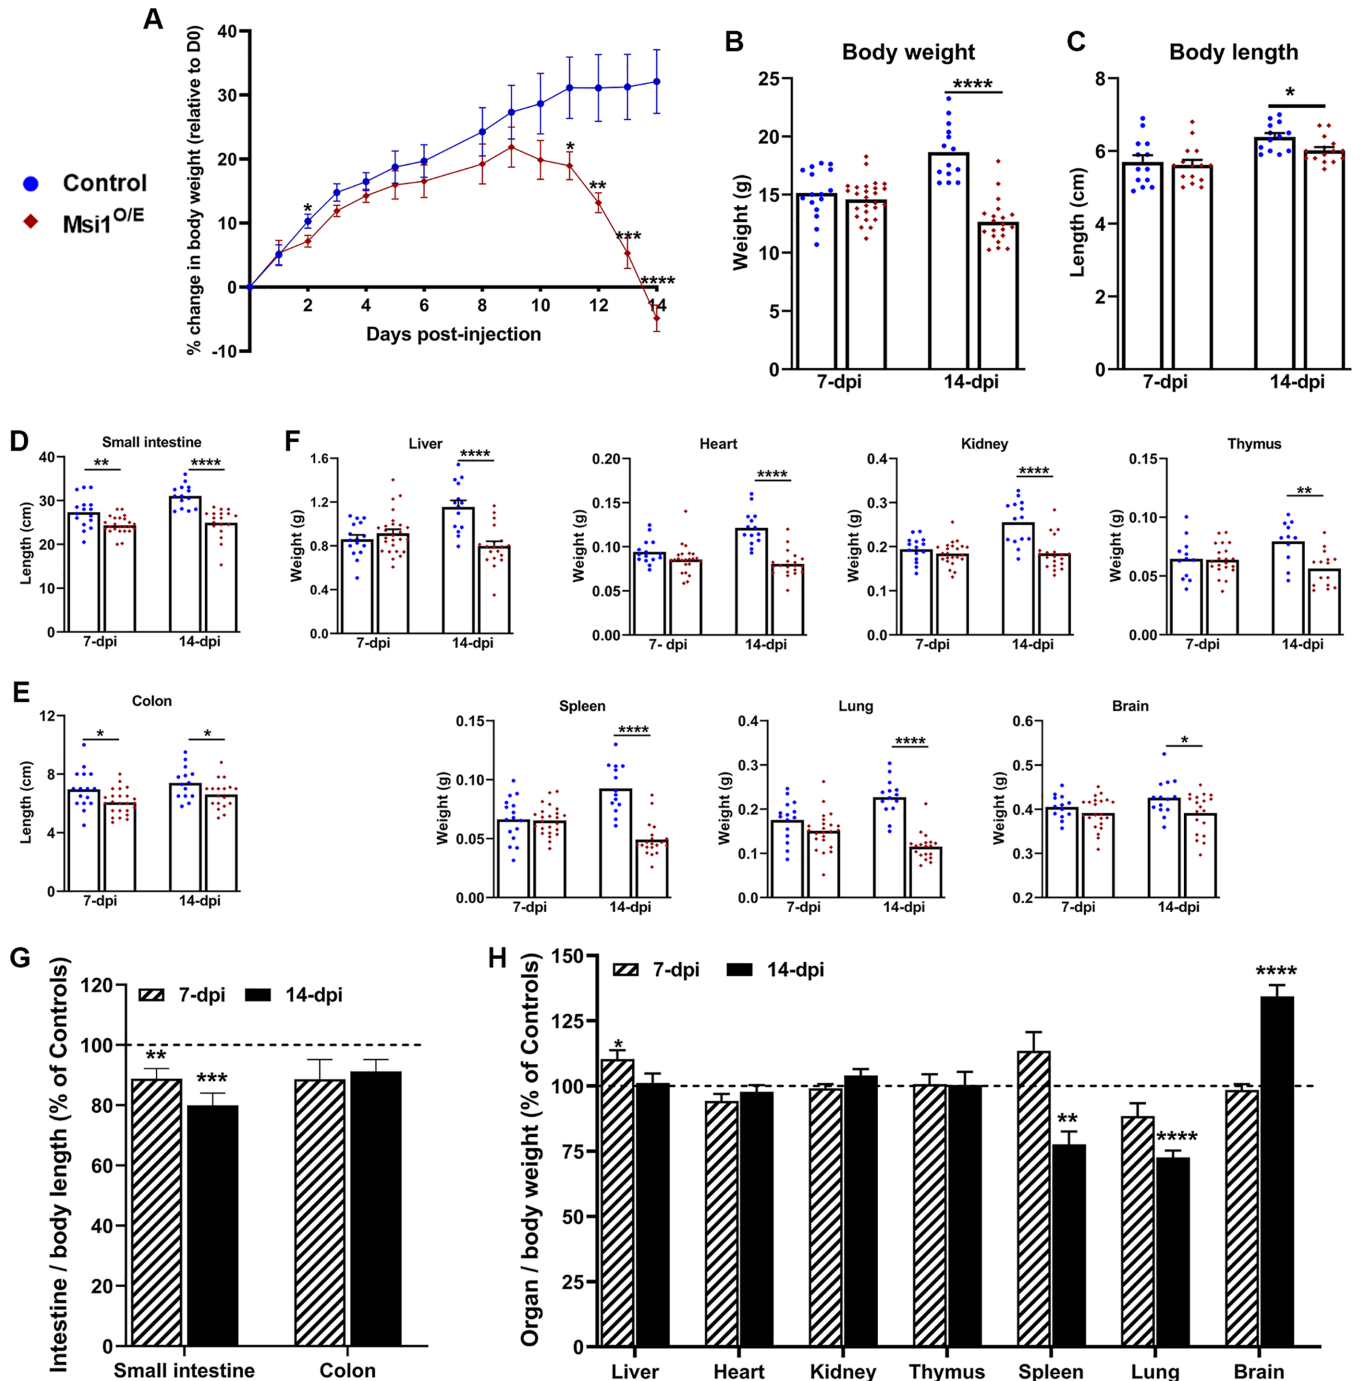 A
% change in body weight (relative to D0)
40
30
20
10
0
-10
2
4
6
8
10
12
14
Days post-injection
*
*
**
***
****
Control
Msi1O/E
B
Body weight
Weight (g)
25
20
15
10
5
0
****
7-dpi
14-dpi
C
Body length
Length (cm)
8
6
4
2
0
*
7-dpi
14-dpi
D
Small intestine
Length (cm)
40
30
20
10
0
**
****
7-dpi
14-dpi
F
Liver
Weight (g)
1.6
1.2
0.8
0.4
0.0
****
7-dpi
14-dpi
Heart
Weight (g)
0.20
0.15
0.10
0.05
0.00
****
7- dpi
14-dpi
Kidney
Weight (g)
0.4
0.3
0.2
0.1
0.0
****
7-dpi
14-dpi
Thymus
Weight (g)
0.15
0.10
0.05
0.00
**
7-dpi
14-dpi
E
Colon
Length (cm)
12
8
4
0
*
*
7-dpi
14-dpi
Spleen
Weight (g)
0.15
0.10
0.05
0.00
****
7-dpi
14-dpi
Lung
Weight (g)
0.4
0.3
0.2
0.1
0.0
****
7-dpi
14-dpi
Brain
Weight (g)
0.6
0.5
0.4
0.3
0.2
*
7-dpi
14-dpi
G
Intestine / body length (% of Controls)
120
100
80
60
40
20
0
7-dpi
14-dpi
**
***
Small intestine
Colon
H
Organ / body weight (% of Controls)
150
125
100
75
50
25
0
7-dpi
14-dpi
*
**
****
****
Liver
Heart
Kidney
Thymus
Spleen
Lung
Brain